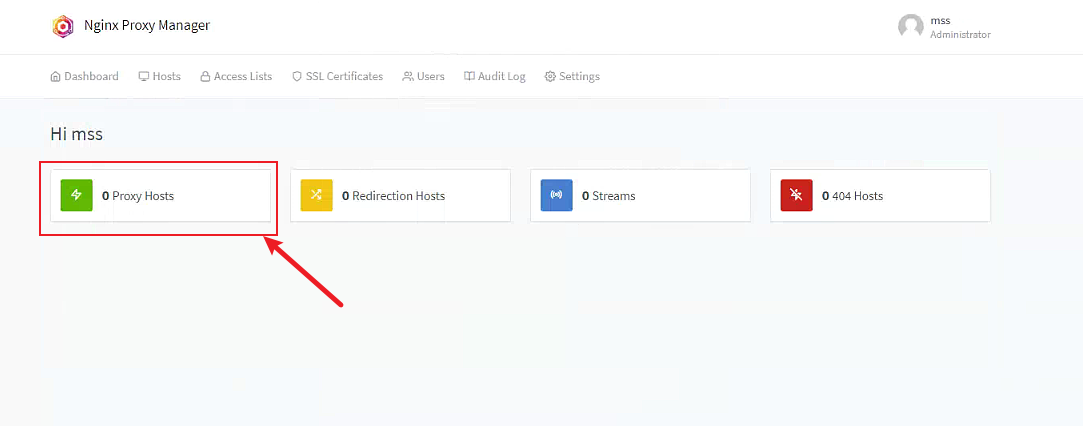 Nginx Proxy Manager
mss
Administrator
Dashboard Hosts Access Lists SSL Certificates Users Audit Log Settings
Hi mss
0 Proxy Hosts 0 Redirection Hosts 0 Streams 0 404 Hosts